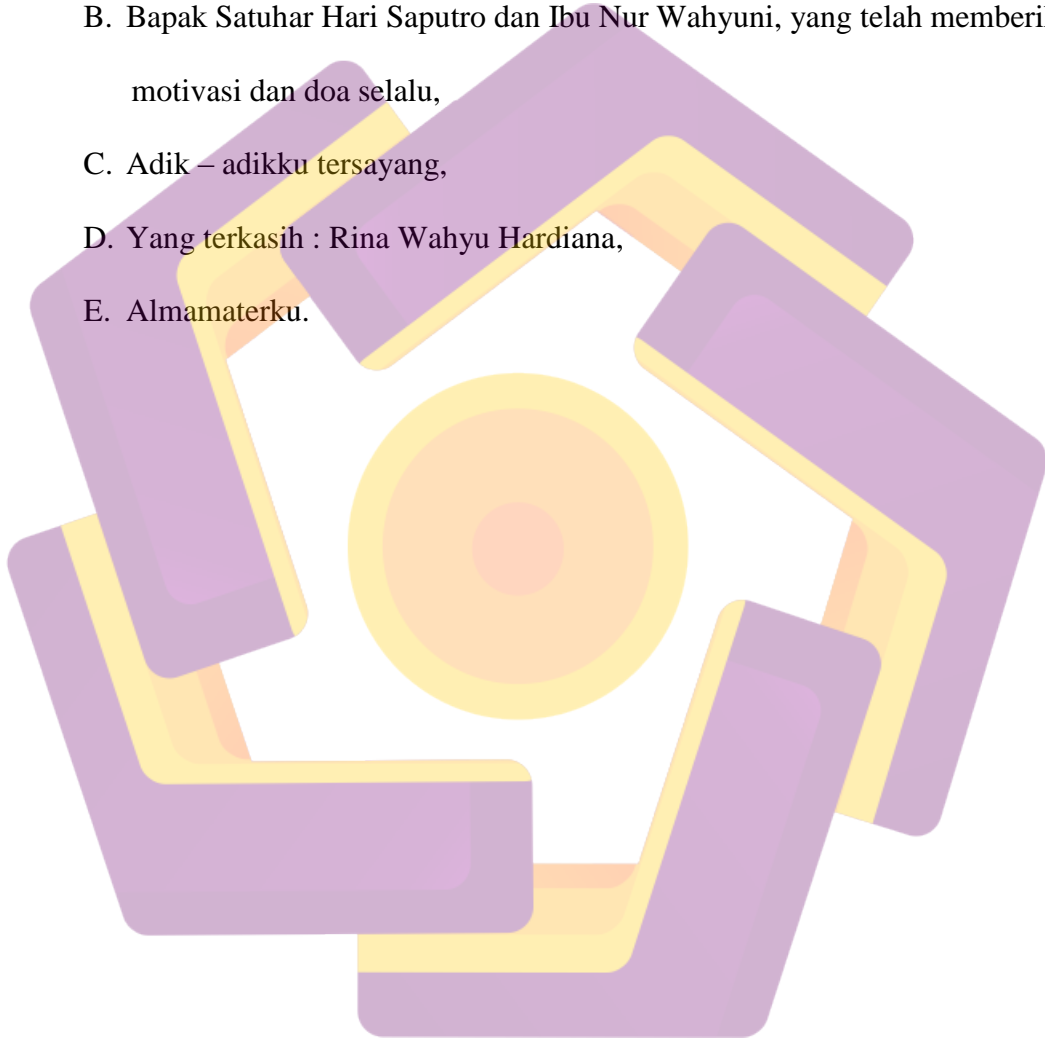 B. Bapak Satuhar Hari Saputro dan Ibu Nur Wahyuni, yang telah
motivasi dan doa selalu,
C. Adik – adikku tersayang,
D. Yang terkasih : Rina Wahyu Hardiana,
E. Almamaterku.